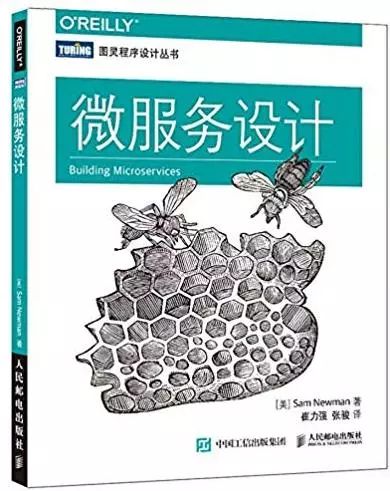 O'REILLY®
TURING 图灵程序设计丛书
微服务设计
Building Microservices
[美] Sam Newman 著
崔力强 张骏 译
中国工信出版集团
人民邮电出版社
O'REILLY®
微服务设计
[美] Sam Newman 著
人民邮电出版社